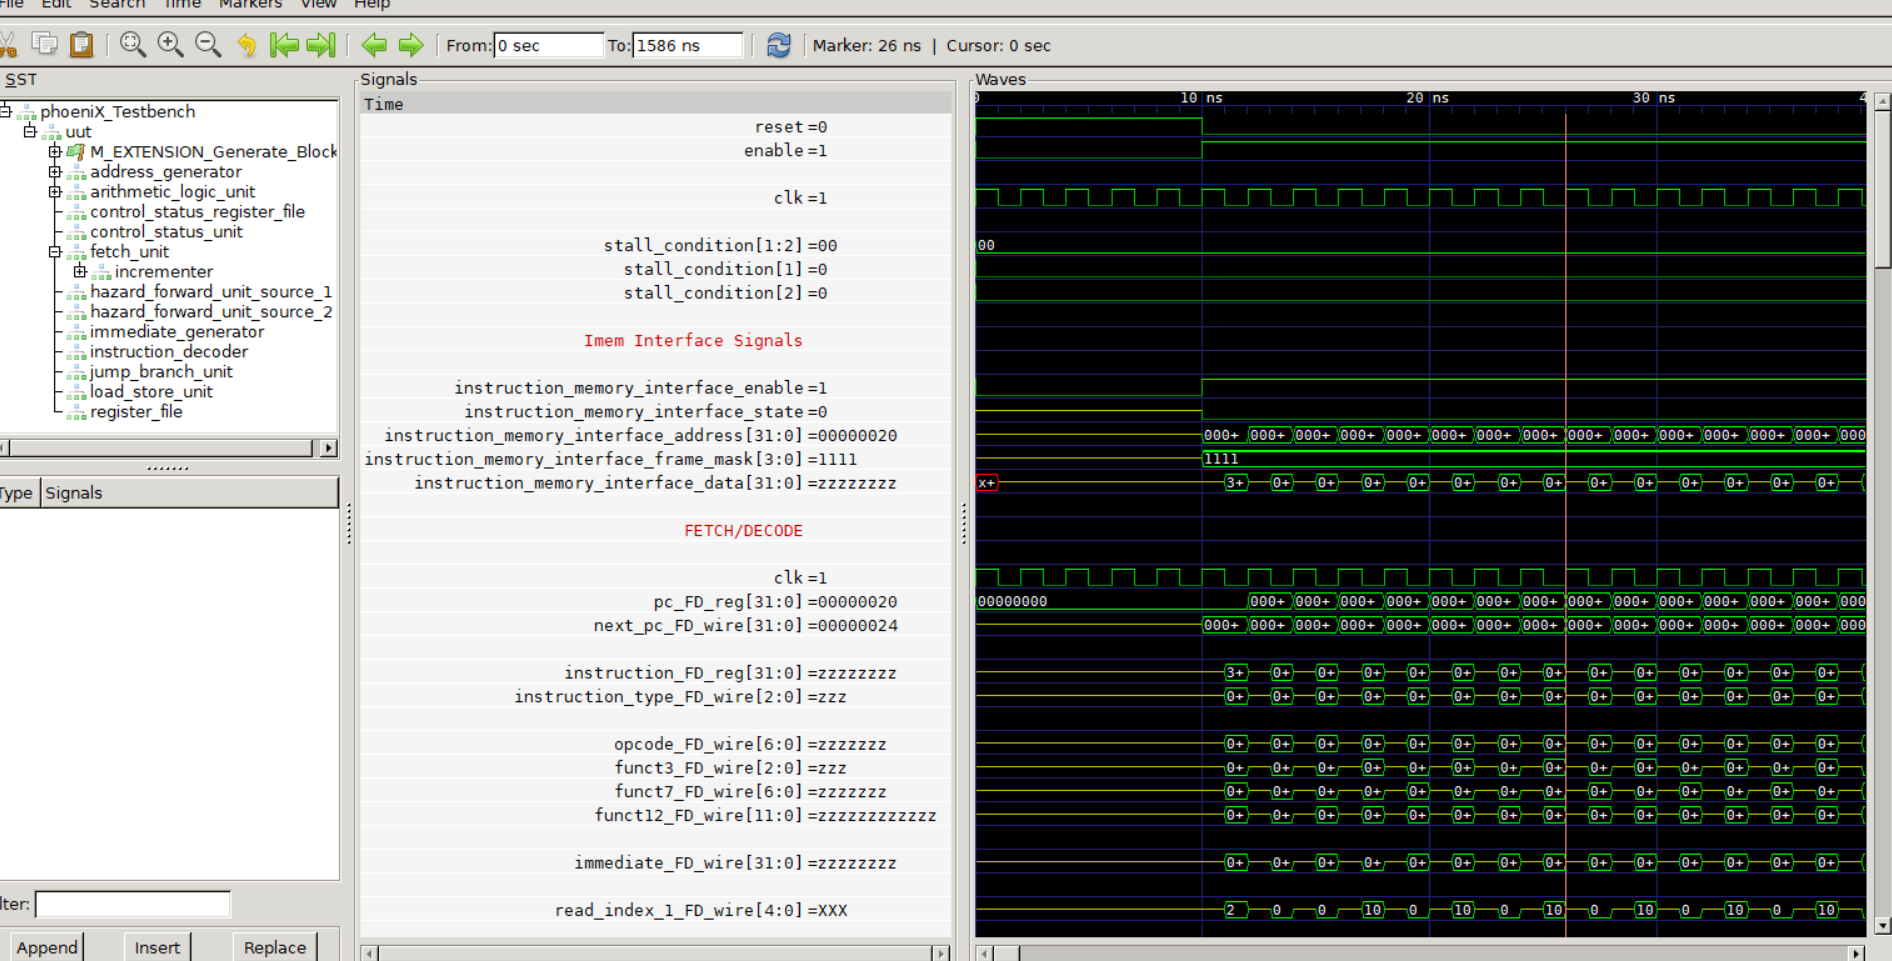 File Edit Search Time Markers View Help
From: 0 sec To: 1586 ns Marker: 26 ns | Cursor: 0 sec
SST
phoeniX_Testbench
uut
M_EXTENSION_Generate_Block
address_generator
arithmetic_logic_unit
control_status_register_file
control_status_unit
fetch_unit
incrementer
hazard_forward_unit_source_1
hazard_forward_unit_source_2
immediate_generator
instruction_decoder
jump_branch_unit
load_store_unit
register_file
Type Signals
lter:
Append Insert Replace
Signals
Time
reset =0
enable =1
clk =1
stall_condition[1:2] =00
stall_condition[1] =0
stall_condition[2] =0
Imem Interface Signals
instruction_memory_interface_enable =1
instruction_memory_interface_state =0
instruction_memory_interface_address[31:0] =00000020
instruction_memory_interface_frame_mask[3:0] =1111
instruction_memory_interface_data[31:0] =zzzzzzzz
FETCH/DECODE
clk =1
pc_FD_reg[31:0] =00000020
next_pc_FD_wire[31:0] =00000024
instruction_FD_reg[31:0] =zzzzzzzz
instruction_type_FD_wire[2:0] =zzz
opcode_FD_wire[6:0] =zzzzzzz
funct3_FD_wire[2:0] =zzz
funct7_FD_wire[6:0] =zzzzzzz
funct12_FD_wire[11:0] =zzzzzzzzzzzz
immediate_FD_wire[31:0] =zzzzzzzz
read_index_1_FD_wire[4:0] =XXX
Waves
0 10 ns 20 ns 30 ns 4
00
000+ 000+ 000+ 000+ 000+ 000+ 000+ 000+ 000+ 000+ 000+ 000+ 000+ 000+ 000
1111
x+ 3+ 0+ 0+ 0+ 0+ 0+ 0+ 0+ 0+ 0+ 0+ 0+ 0+ 0+
00000000 000+ 000+ 000+ 000+ 000+ 000+ 000+ 000+ 000+ 000+ 000+ 000+ 000+ 000
000+ 000+ 000+ 000+ 000+ 000+ 000+ 000+ 000+ 000+ 000+ 000+ 000+ 000+ 000
3+ 0+ 0+ 0+ 0+ 0+ 0+ 0+ 0+ 0+ 0+ 0+ 0+ 0+
0+ 0+ 0+ 0+ 0+ 0+ 0+ 0+ 0+ 0+ 0+ 0+ 0+ 0+
0+ 0+ 0+ 0+ 0+ 0+ 0+ 0+ 0+ 0+ 0+ 0+ 0+ 0+
0+ 0+ 0+ 0+ 0+ 0+ 0+ 0+ 0+ 0+ 0+ 0+ 0+ 0+
0+ 0+ 0+ 0+ 0+ 0+ 0+ 0+ 0+ 0+ 0+ 0+ 0+ 0+
0+ 0+ 0+ 0+ 0+ 0+ 0+ 0+ 0+ 0+ 0+ 0+ 0+ 0+
0+ 0+ 0+ 0+ 0+ 0+ 0+ 0+ 0+ 0+ 0+ 0+ 0+ 0+
2 0 0 10 0 10 0 10 0 10 0 10 0 10